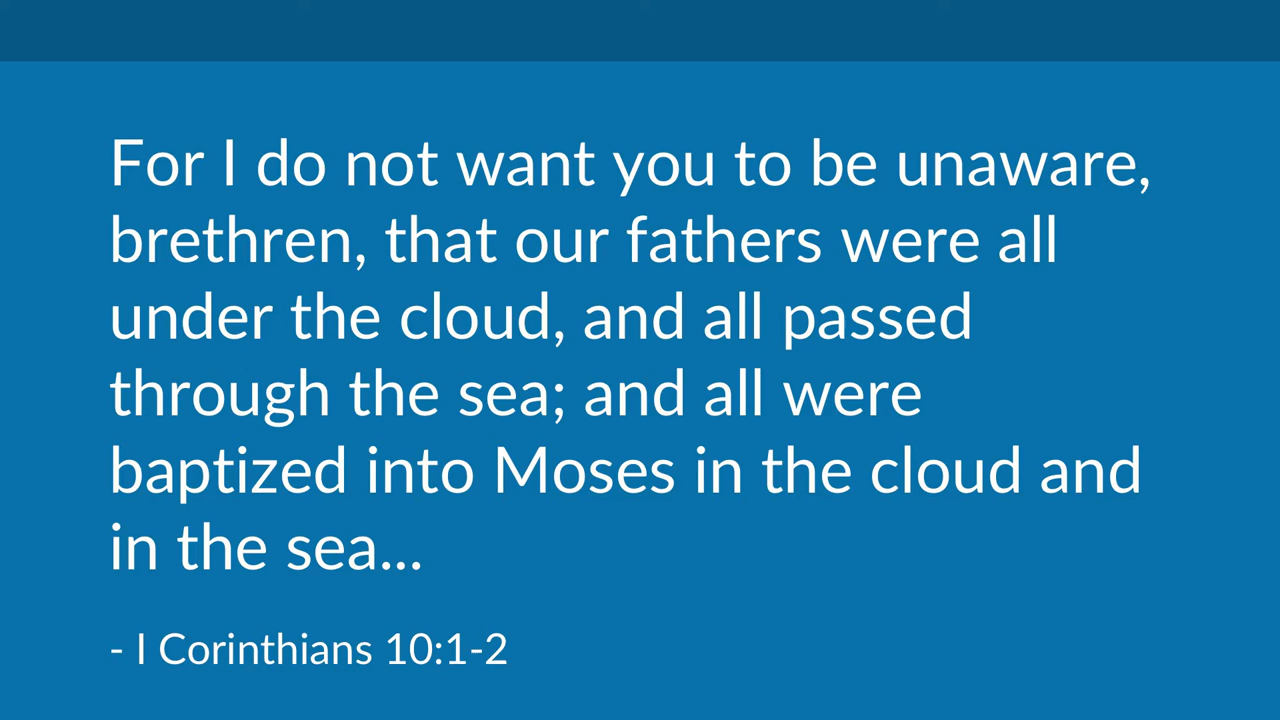 For I do not want you to be unaware,
brethren, that our fathers were all
under the cloud, and all passed
through the sea; and all were
baptized into Moses in the cloud and
in the sea...
- I Corinthians 10:1-2